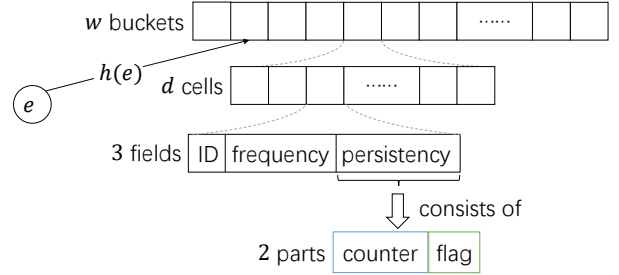 w buckets ......
h(e)
e
d cells ......
3 fields ID frequency persistency
consists of
2 parts counter flag